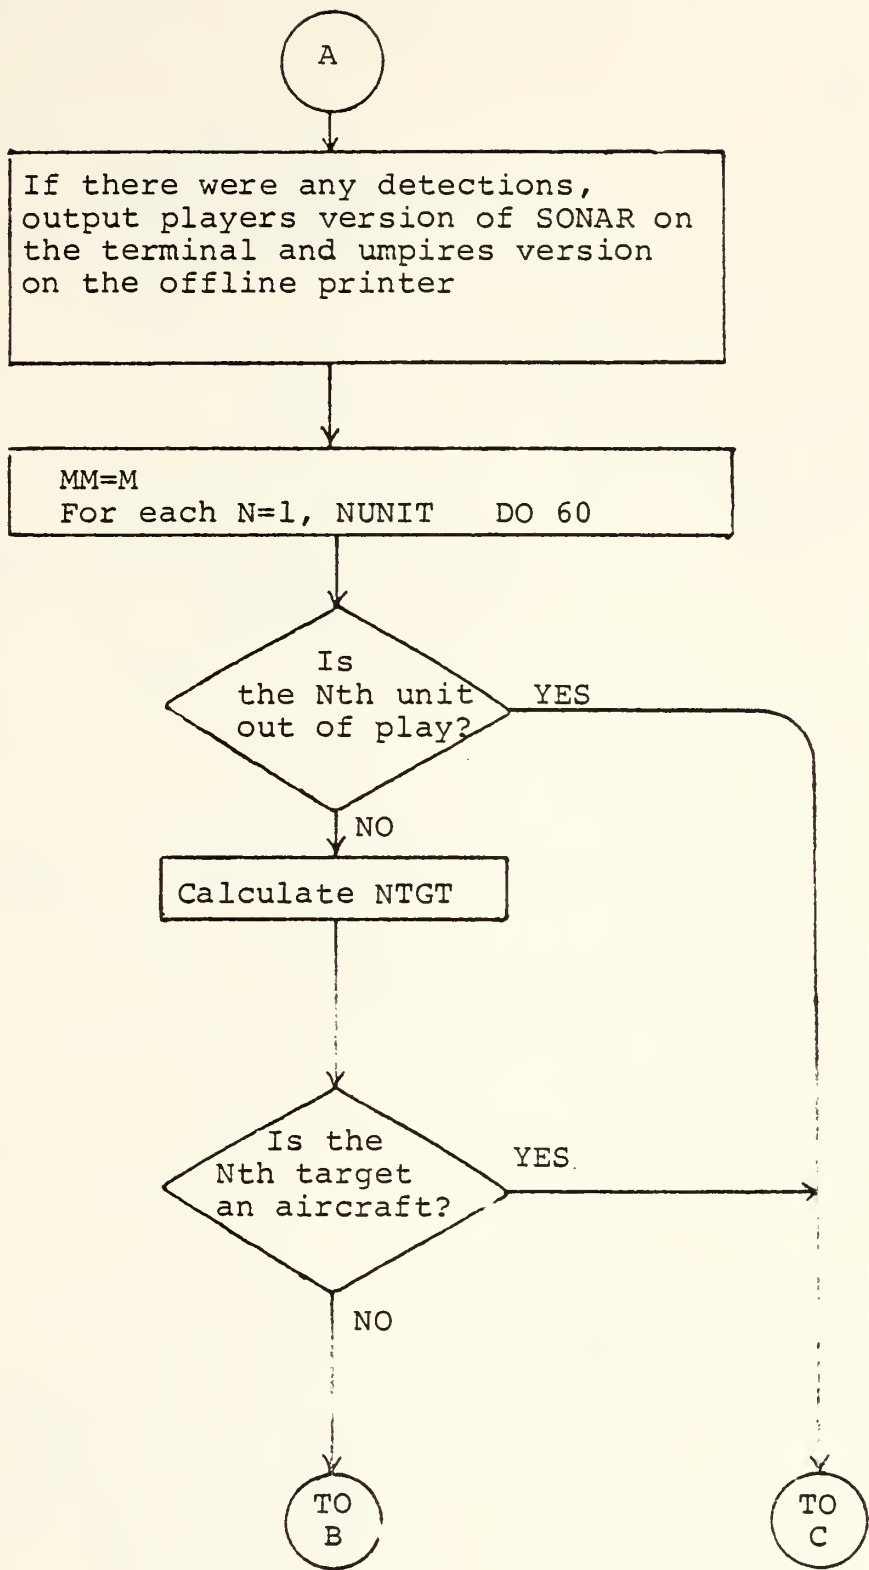 A
If there were any detections,
output players version of SONAR on
the terminal and umpires version
on the offline printer
MM=M
For each N=1, NUNIT DO 60
Is
the Nth unit
out of play?
YES
NO
Calculate NTGT
Is the
Nth target
an aircraft?
YES
NO
TO
B
TO
C